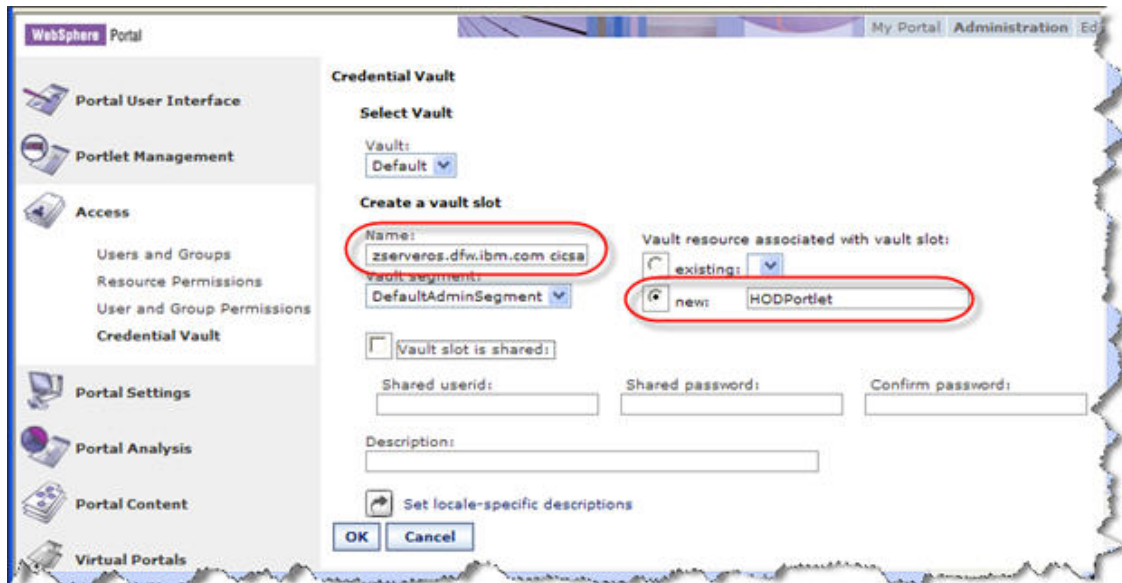 WebSphere Portal
My Portal Administration Ed
Portal User Interface
Portlet Management
Access
Users and Groups
Resource Permissions
User and Group Permissions
Credential Vault
Portal Settings
Portal Analysis
Portal Content
Virtual Portals
Credential Vault
Select Vault
Vault:
Default
Create a vault slot
Name:
zserveros.dfw.ibm.com cicsa
Vault segment:
DefaultAdminSegment
Vault resource associated with vault slot:
existing:
new: HODPortlet
Vault slot is shared:
Shared userid: Shared password: Confirm password:
Description:
Set locale-specific descriptions
OK Cancel